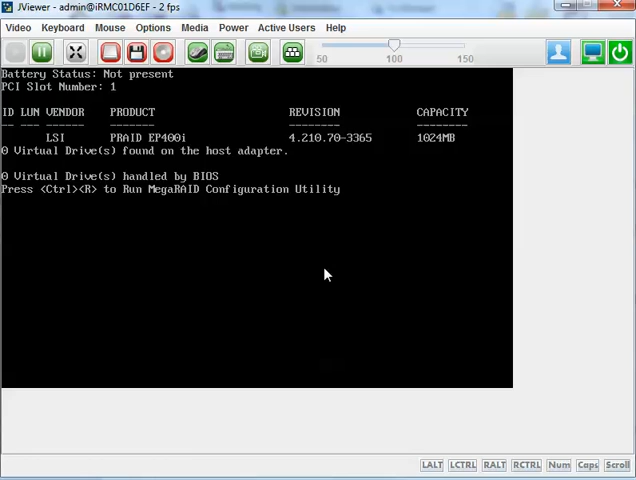 JViewer - admin@iRMC01D6EF - 2 fps
Video Keyboard Mouse Options Media Power Active Users Help
50 100 150
Battery Status: Not present
PCI Slot Number: 1
ID LUN VENDOR PRODUCT REVISION CAPACITY
-- --- ------ ------- -------- --------
LSI PRAID EP400i 4.210.70-3365 1024MB
0 Virtual Drive(s) found on the host adapter.
0 Virtual Drive(s) handled by BIOS
Press <Ctrl><R> to Run MegaRAID Configuration Utility
LALT LCTRL RALT RCTRL Num Caps Scroll